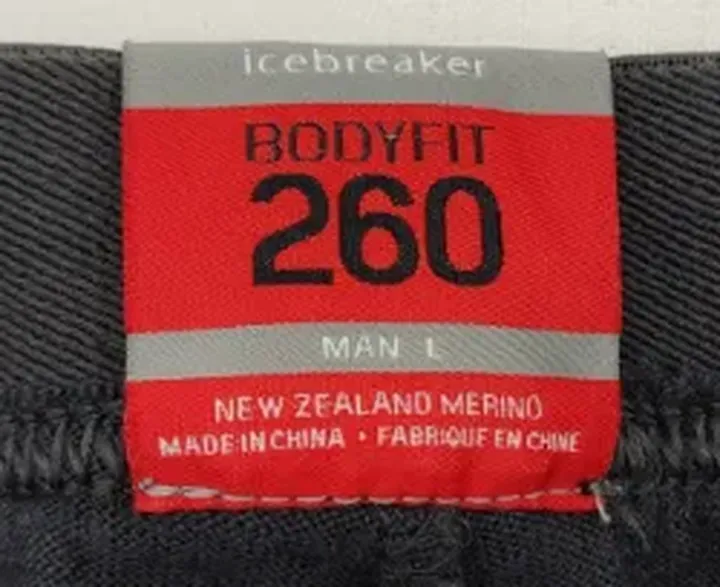 icebreaker
BODYFIT
260
MAN L
NEW ZEALAND MERINO
MADE IN CHINA • FABRIQUE EN CHINE